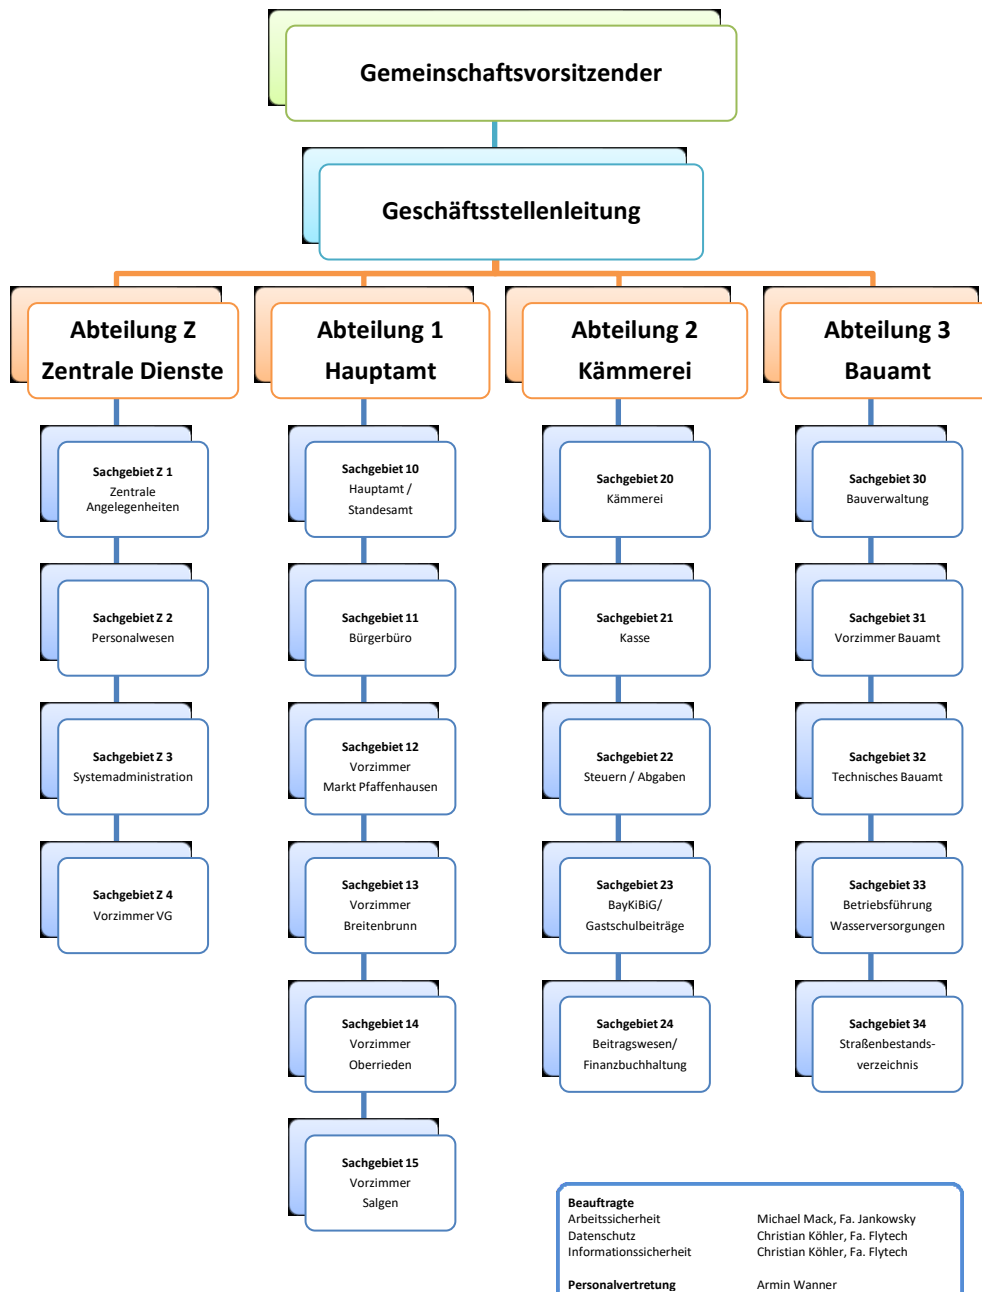 Gemeinschaftsvorsitzender
Geschäftsstellenleitung
Abteilung Z
Zentrale Dienste
Abteilung 1
Hauptamt
Abteilung 2
Kämmerei
Abteilung 3
Bauamt
Sachgebiet Z 1
Zentrale
Angelegenheiten
Sachgebiet Z 2
Personalwesen
Sachgebiet Z 3
Systemadministration
Sachgebiet Z 4
Vorzimmer VG
Sachgebiet 10
Hauptamt /
Standesamt
Sachgebiet 11
Bürgerbüro
Sachgebiet 12
Vorzimmer
Markt Pfaffenhausen
Sachgebiet 13
Vorzimmer
Breitenbrunn
Sachgebiet 14
Vorzimmer
Oberrieden
Sachgebiet 15
Vorzimmer
Salgen
Sachgebiet 20
Kämmerei
Sachgebiet 21
Kasse
Sachgebiet 22
Steuern / Abgaben
Sachgebiet 23
BayKiBiG/
Gastschulbeiträge
Sachgebiet 24
Beitragswesen/
Finanzbuchhaltung
Sachgebiet 30
Bauverwaltung
Sachgebiet 31
Vorzimmer Bauamt
Sachgebiet 32
Technisches Bauamt
Sachgebiet 33
Betriebsführung
Wasserversorgungen
Sachgebiet 34
Straßenbestands-
verzeichnis
Beauftragte
Arbeitssicherheit Michael Mack, Fa. Jankowsky
Datenschutz Christian Köhler, Fa. Flytech
Informationssicherheit Christian Köhler, Fa. Flytech
Personalvertretung Armin Wanner